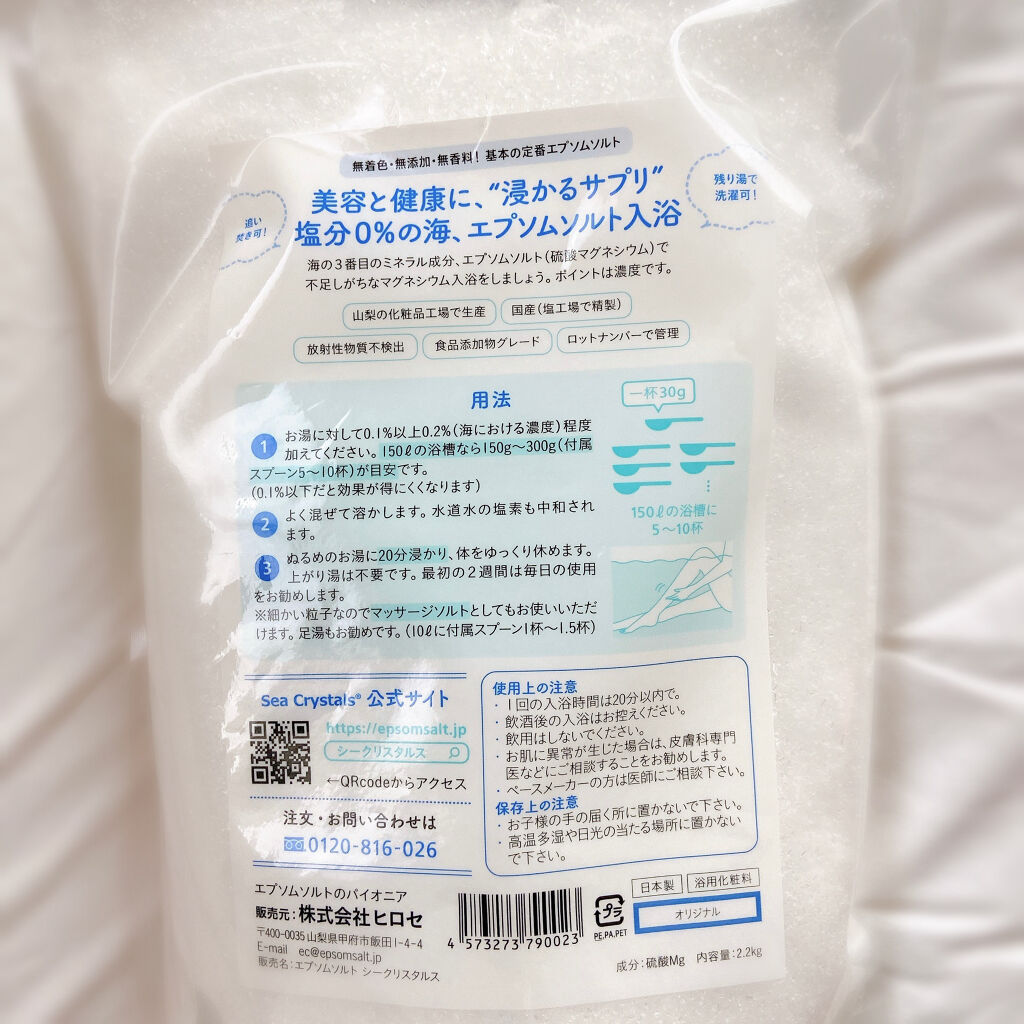 無着色・無添加・無香料！ 基本の定番エプソムソルト
美容と健康に、“浸かるサプリ”
塩分0％の海、エプソムソルト入浴
追い
焚き可！
残り湯で
洗濯可！
海の3番目のミネラル成分、エプソムソルト（硫酸マグネシウム）で
不足しがちなマグネシウム入浴をしましょう。ポイントは濃度です。
山梨の化粧品工場で生産
国産（塩工場で精製）
放射性物質不検出
食品添加物グレード
ロットナンバーで管理
用法
1 お湯に対して0.1％以上0.2％（海における濃度）程度
加えてください。150ℓの浴槽なら150g～300g（付属
スプーン5～10杯）が目安です。
（0.1％以下だと効果が得にくくなります）
2 よく混ぜて溶かします。水道水の塩素も中和され
ます。
3 ぬるめのお湯に20分浸かり、体をゆっくり休めます。
上がり湯は不要です。最初の2週間は毎日の使用
をお勧めします。
※細かい粒子なのでマッサージソルトとしてもお使いいただ
けます。足湯もお勧めです。（10ℓに付属スプーン1杯～1.5杯）
一杯30g
150ℓの浴槽に
5～10杯
Sea Crystals® 公式サイト
https://epsomsalt.jp
シークリスタルス
←QRcodeからアクセス
注文・お問い合わせは
0120-816-026
使用上の注意
・1回の入浴時間は20分以内で。
・飲酒後の入浴はお控えください。
・飲用はしないでください。
・お肌に異常が生じた場合は、皮膚科専門
医などにご相談することをお勧めします。
・ペースメーカーの方は医師にご相談下さい。
保存上の注意
・お子様の手の届く所に置かないで下さい。
・高温多湿や日光の当たる場所に置かない
で下さい。
エプソムソルトのパイオニア
販売元：株式会社ヒロセ
〒400-0035 山梨県甲府市飯田1-4-4
E-mail ec@epsomsalt.jp
販売名：エプソムソルト シークリスタルス
4 573273 790023
プラ
PE,PA,PET
日本製
浴用化粧料
オリジナル
成分：硫酸Mg 内容量：2.2kg